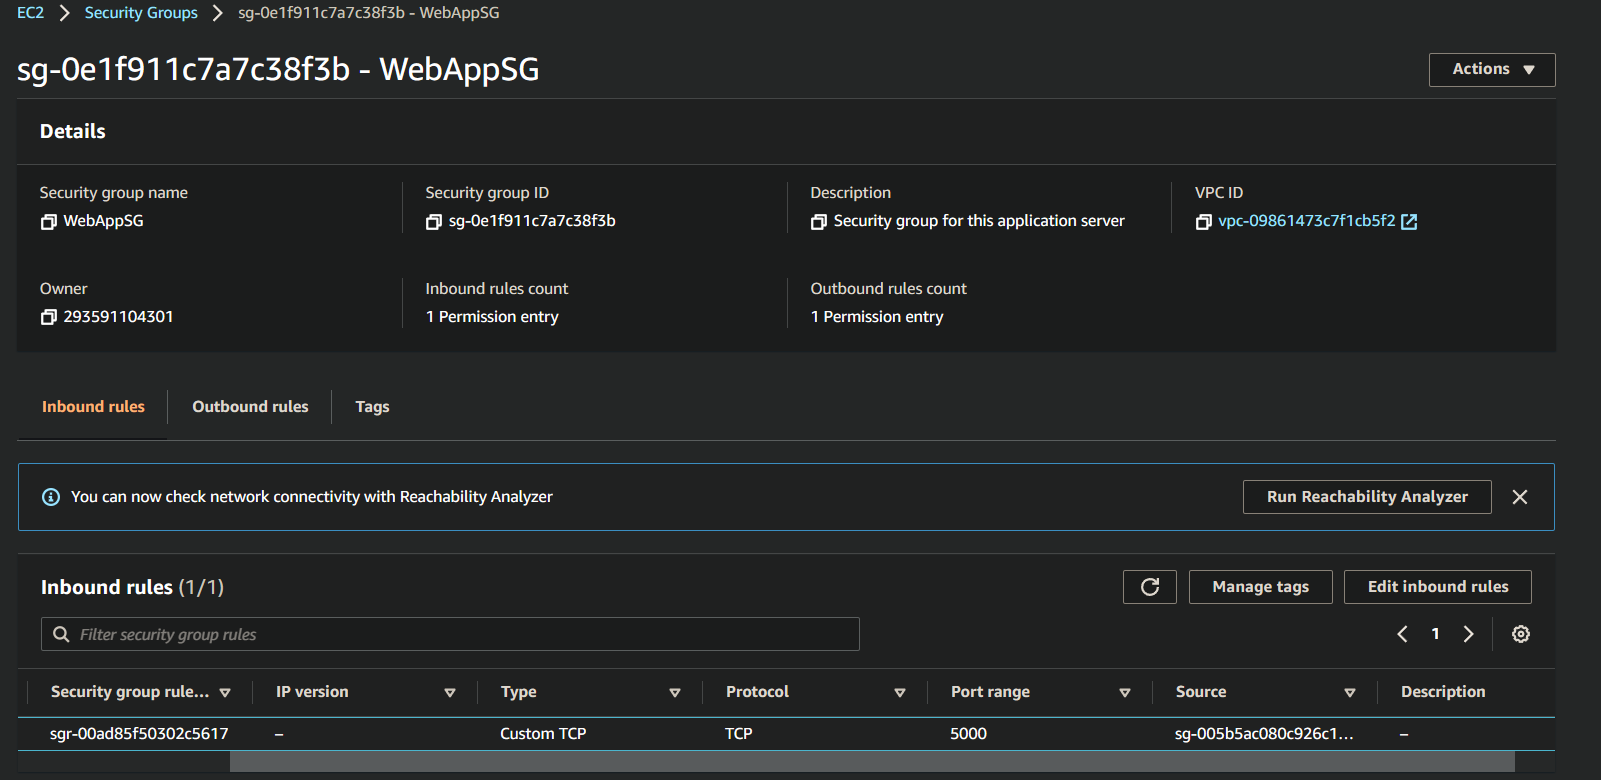 EC2 > Security Groups > sg-0e1f911c7a7c38f3b - WebAppSG
sg-0e1f911c7a7c38f3b - WebAppSG
Actions
Details
Security group name
WebAppSG
Security group ID
sg-0e1f911c7a7c38f3b
Description
Security group for this application server
VPC ID
vpc-09861473c7f1cb5f2
Owner
293591104301
Inbound rules count
1 Permission entry
Outbound rules count
1 Permission entry
Inbound rules Outbound rules Tags
You can now check network connectivity with Reachability Analyzer
Run Reachability Analyzer
Inbound rules (1/1)
Manage tags
Edit inbound rules
Filter security group rules
1
Security group rule... IP version Type Protocol Port range Source Description
sgr-00ad85f50302c5617 – Custom TCP TCP 5000 sg-005b5ac080c926c1... –